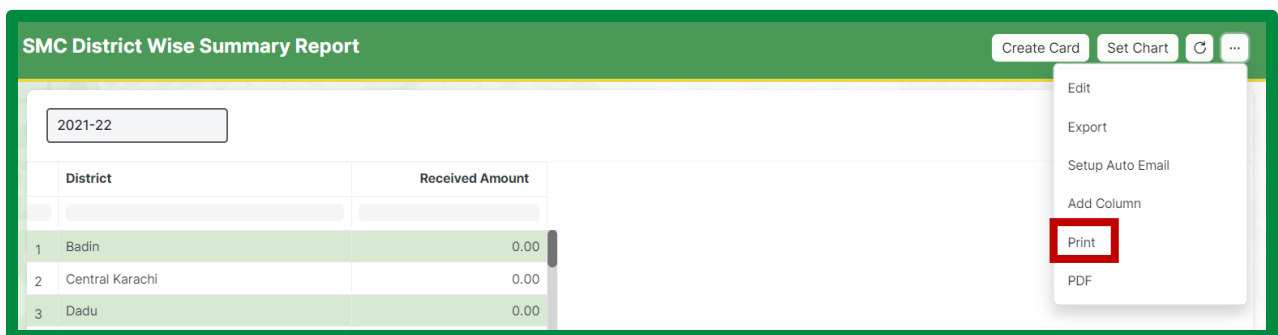 SMC District Wise Summary Report
Create Card Set Chart ...
Edit
2021-22
Export
Setup Auto Email
District Received Amount
Add Column
Print
1 Badin 0.00
2 Central Karachi 0.00
PDF
3 Dadu 0.00